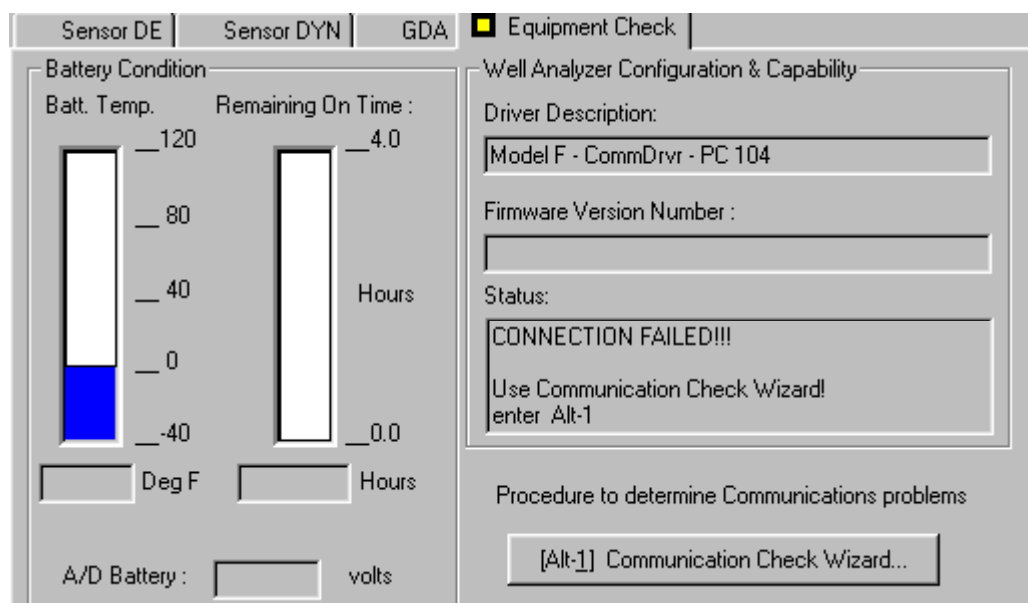 Sensor DE
Sensor DYN
GDA
Equipment Check
Battery Condition
Batt. Temp.
Remaining On Time :
__120
__ 80
__ 40
__ 0
__-40
__4.0
Hours
__0.0
Deg F
Hours
A/D Battery :
volts
Well Analyzer Configuration & Capability
Driver Description:
Model F - CommDrvr - PC 104
Firmware Version Number :
Status:
CONNECTION FAILED!!!
Use Communication Check Wizard!
enter Alt-1
Procedure to determine Communications problems
[Alt-1] Communication Check Wizard...